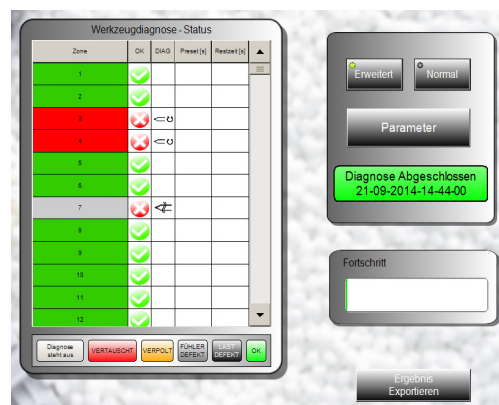 Werkzeugdiagnose - Status
Zone OK DIAG Preset [s] Restzeit [s]
1
2
3
4
5
6
7
8
9
10
11
12
Diagnose steht aus
VERTAUSCHT
VERPOLT
FÜHLER DEFEKT
LAST DEFEKT
OK
Erweitert
Normal
Parameter
Diagnose Abgeschlossen
21-09-2014-14-44-00
Fortschritt
Ergebnis
Exportieren